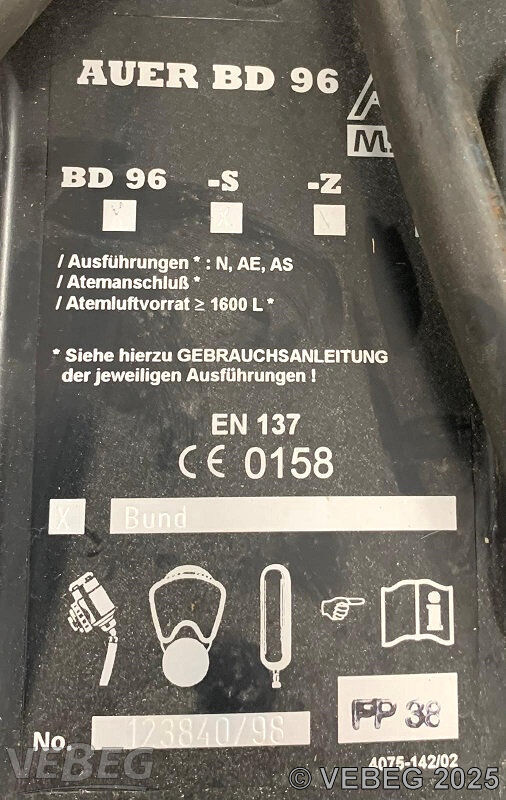 AUER BD 96
BD 96 -S -Z
X
/ Ausführungen * : N, AE, AS
/ Atemanschluß *
/ Atemluftvorrat ≥ 1600 L *
* Siehe hierzu GEBRAUCHSANLEITUNG
der jeweiligen Ausführungen !
EN 137
CE 0158
X Bund
No. 123840/98 FP 38
4075-142/02
VEBEG
© VEBEG 2025